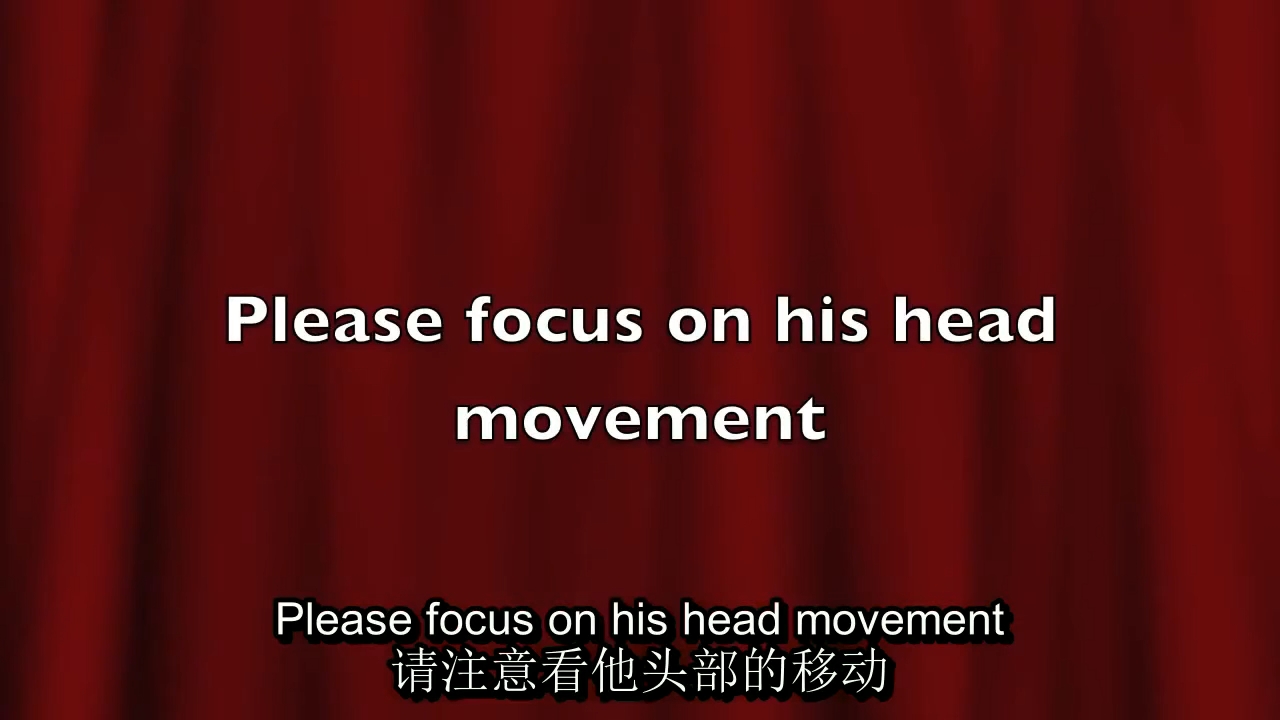 Please focus on his head
movement
Please focus on his head movement
请注意看他头部的移动